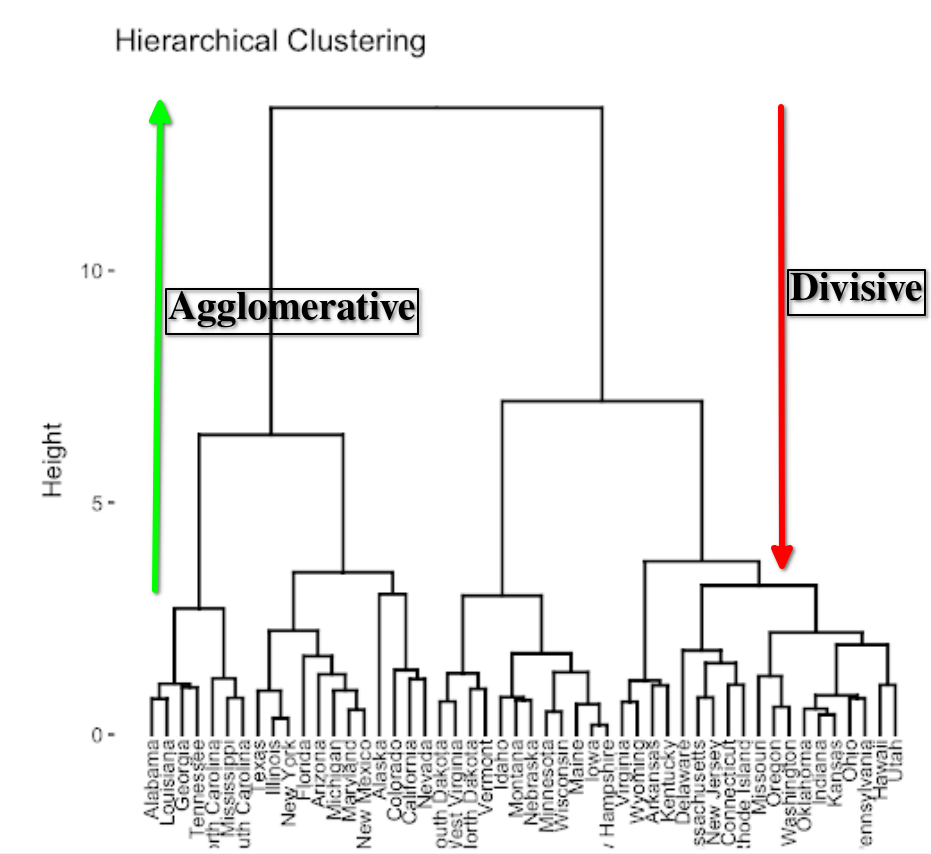 Hierarchical Clustering
Agglomerative
Divisive
Height
10
5
0
Alabama
Louisiana
Georgia
Tennessee
orth Carolina
Mississippi
uth Carolina
Texas
Illinois
New York
Florida
Arizona
Michigan
Maryland
New Mexico
Alaska
Colorado
California
Nevada
outh Dakota
Vest Virginia
lorth Dakota
Vermont
Idaho
Montana
Nebraska
Minnesota
Wisconsin
Maine
Iowa
Hampshire
Virginia
Wyoming
Arkansas
Kentucky
Delaware
ssachusetts
New Jersey
Connecticut
hode Island
Missouri
Oregon
Washington
Oklahoma
Indiana
Kansas
Ohio
ennsylvania
Hawaii
Utah